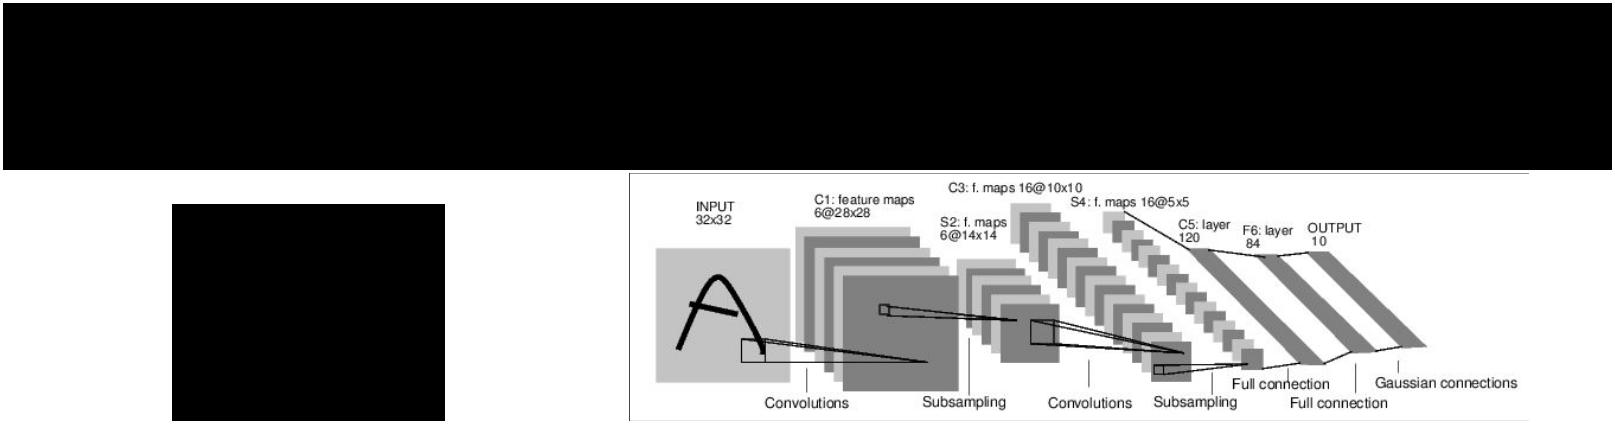 INPUT
32x32
C1: feature maps
6@28x28
S2: f. maps
6@14x14
C3: f. maps 16@10x10
S4: f. maps 16@5x5
C5: layer
120
F6: layer
84
OUTPUT
10
Convolutions
Subsampling
Convolutions
Subsampling
Full connection
Full connection
Gaussian connections